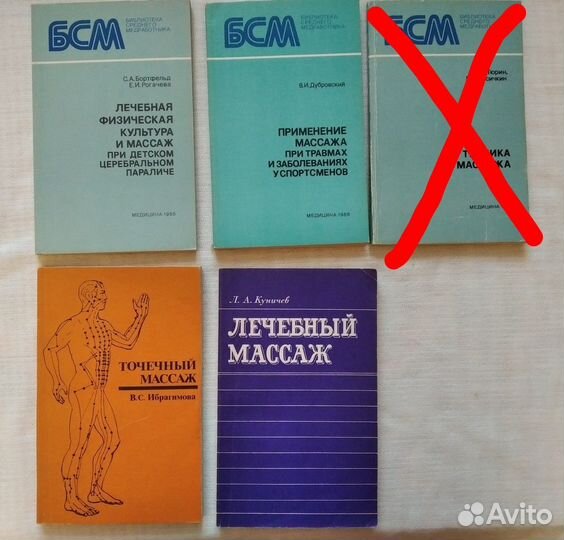 БСМ
БИБЛИОТЕКА
СРЕДНЕГО
МЕДРАБОТНИКА
С.А.Бортфельд
Е.И.Рогачева
ЛЕЧЕБНАЯ
ФИЗИЧЕСКАЯ
КУЛЬТУРА
И МАССАЖ
ПРИ ДЕТСКОМ
ЦЕРЕБРАЛЬНОМ
ПАРАЛИЧЕ
МЕДИЦИНА·1986
БСМ
БИБЛИОТЕКА
СРЕДНЕГО
МЕДРАБОТНИКА
В.И.Дубровский
ПРИМЕНЕНИЕ
МАССАЖА
ПРИ ТРАВМАХ
И ЗАБОЛЕВАНИЯХ
У СПОРТСМЕНОВ
МЕДИЦИНА·1985
БСМ
БИБЛИОТЕКА
СРЕДНЕГО
МЕДРАБОТНИКА
МАССАЖА
МЕДИЦИНА
ТОЧЕЧНЫЙ
МАССАЖ
В.С. Ибрагимова
Л. А. Куничев
ЛЕЧЕБНЫЙ
МАССАЖ
Avito